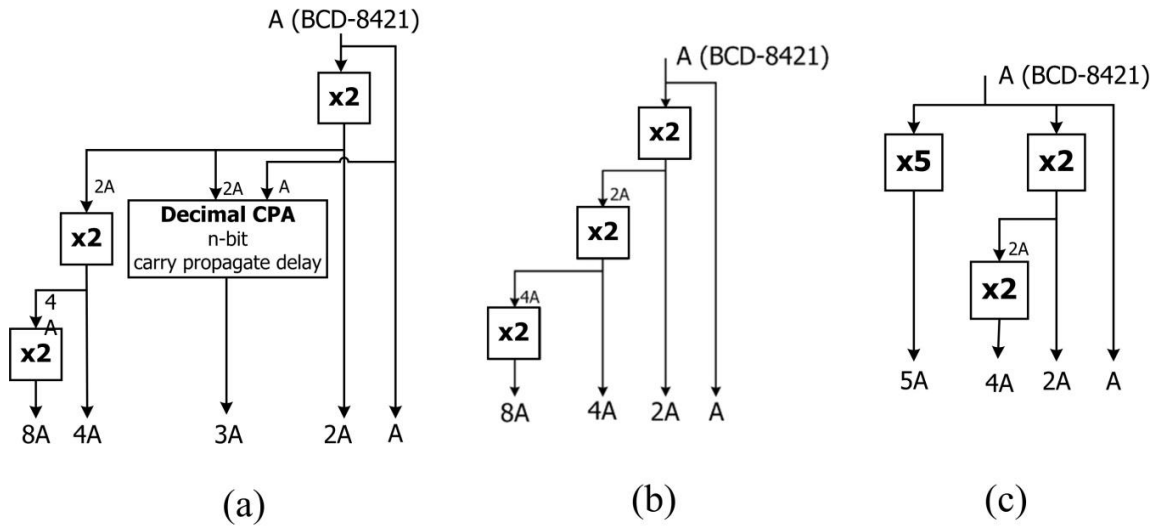 A (BCD-8421)
x2
2A
2A
A
x2
Decimal CPA
n-bit
carry propagate delay
4
A
x2
8A
4A
3A
2A
A
(a)
A (BCD-8421)
x2
2A
x2
4A
x2
8A
4A
2A
A
(b)
A (BCD-8421)
x5
x2
2A
x2
5A
4A
2A
A
(c)